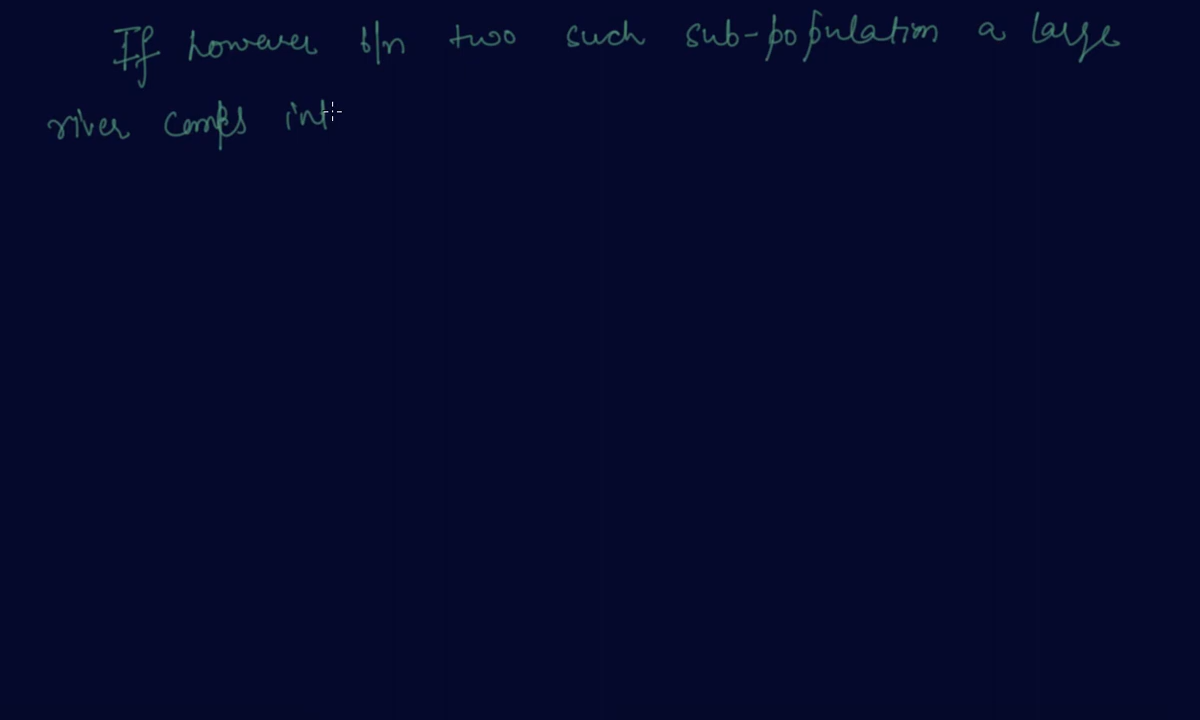 If however b/n two such sub-population a large
river comes int